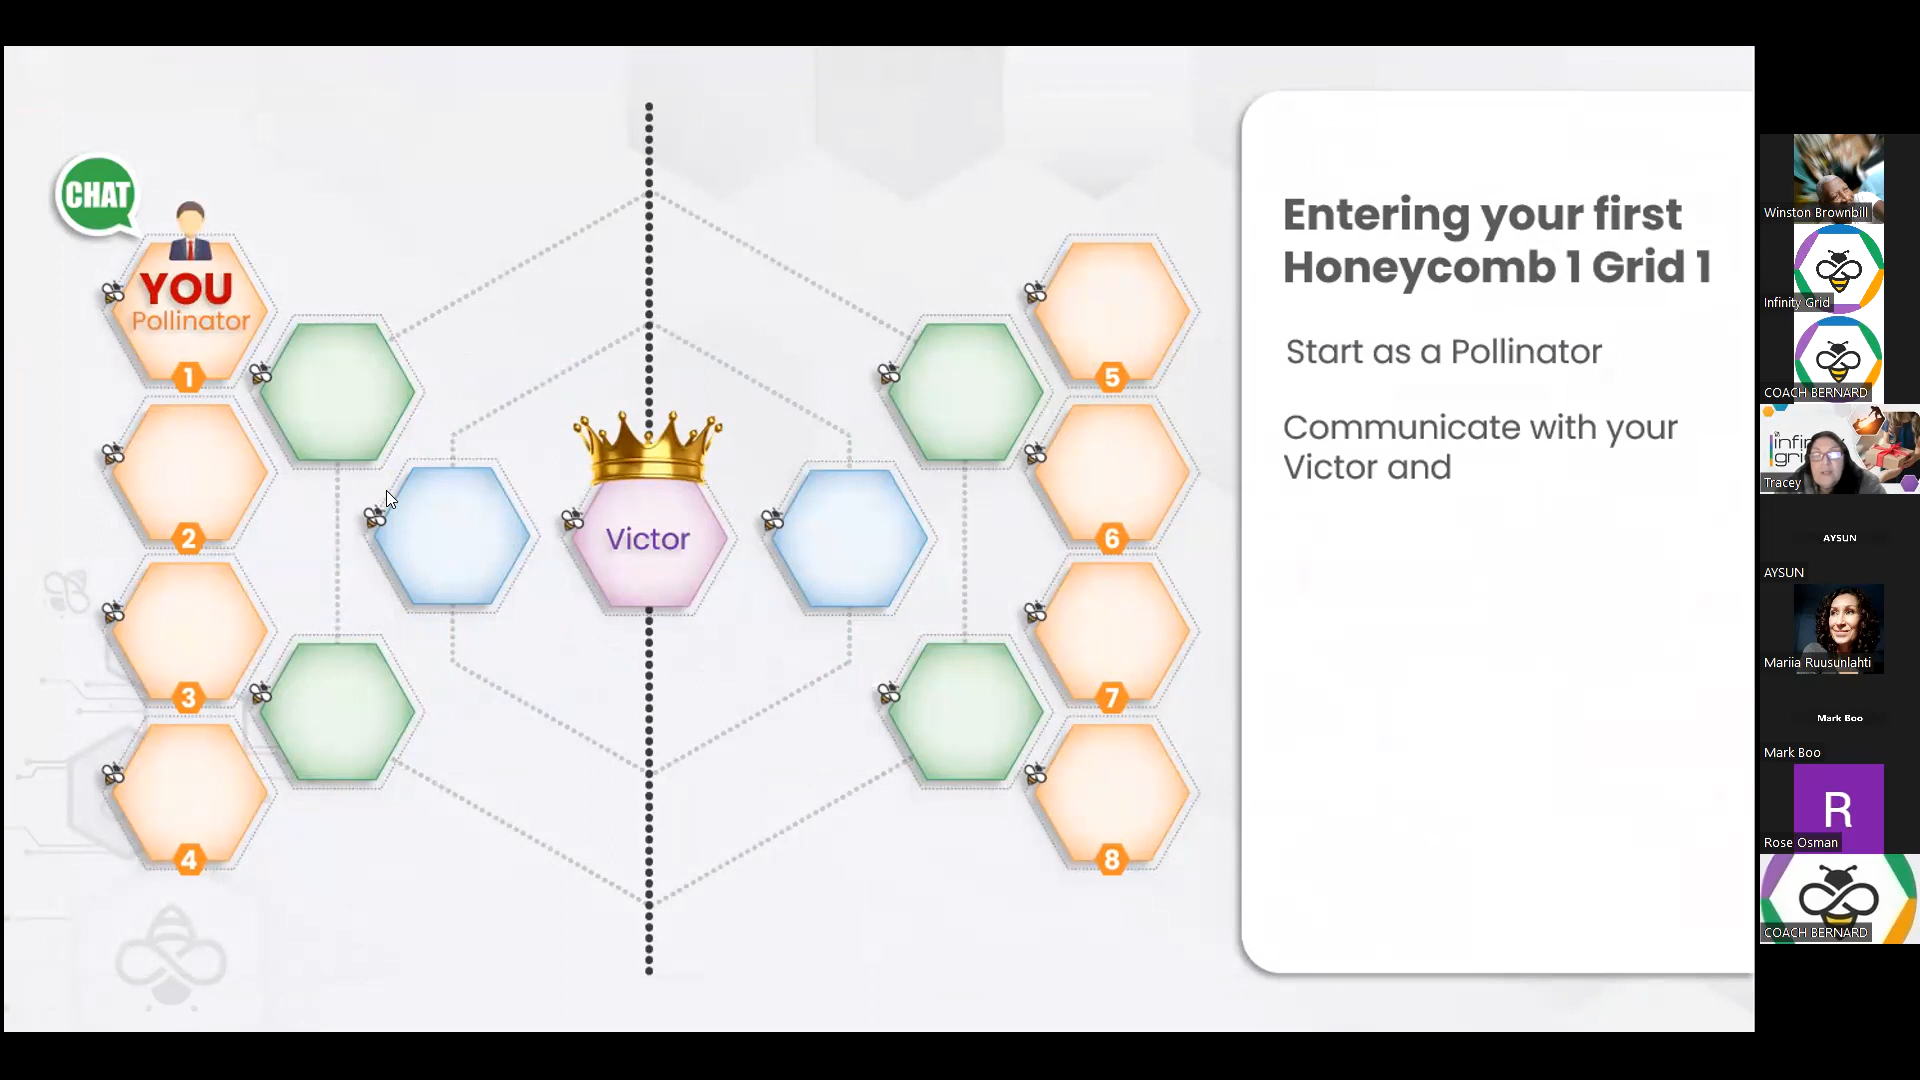 CHAT
YOU
Pollinator
1
2
3
4
Victor
5
6
7
8
Entering your first
Honeycomb 1 Grid 1
Start as a Pollinator
Communicate with your
Victor and
Winston Brownbill
Infinity Grid
COACH BERNARD
Tracey
AYSUN
AYSUN
Mariia Ruusunlahti
Mark Boo
Mark Boo
R
Rose Osman
COACH BERNARD